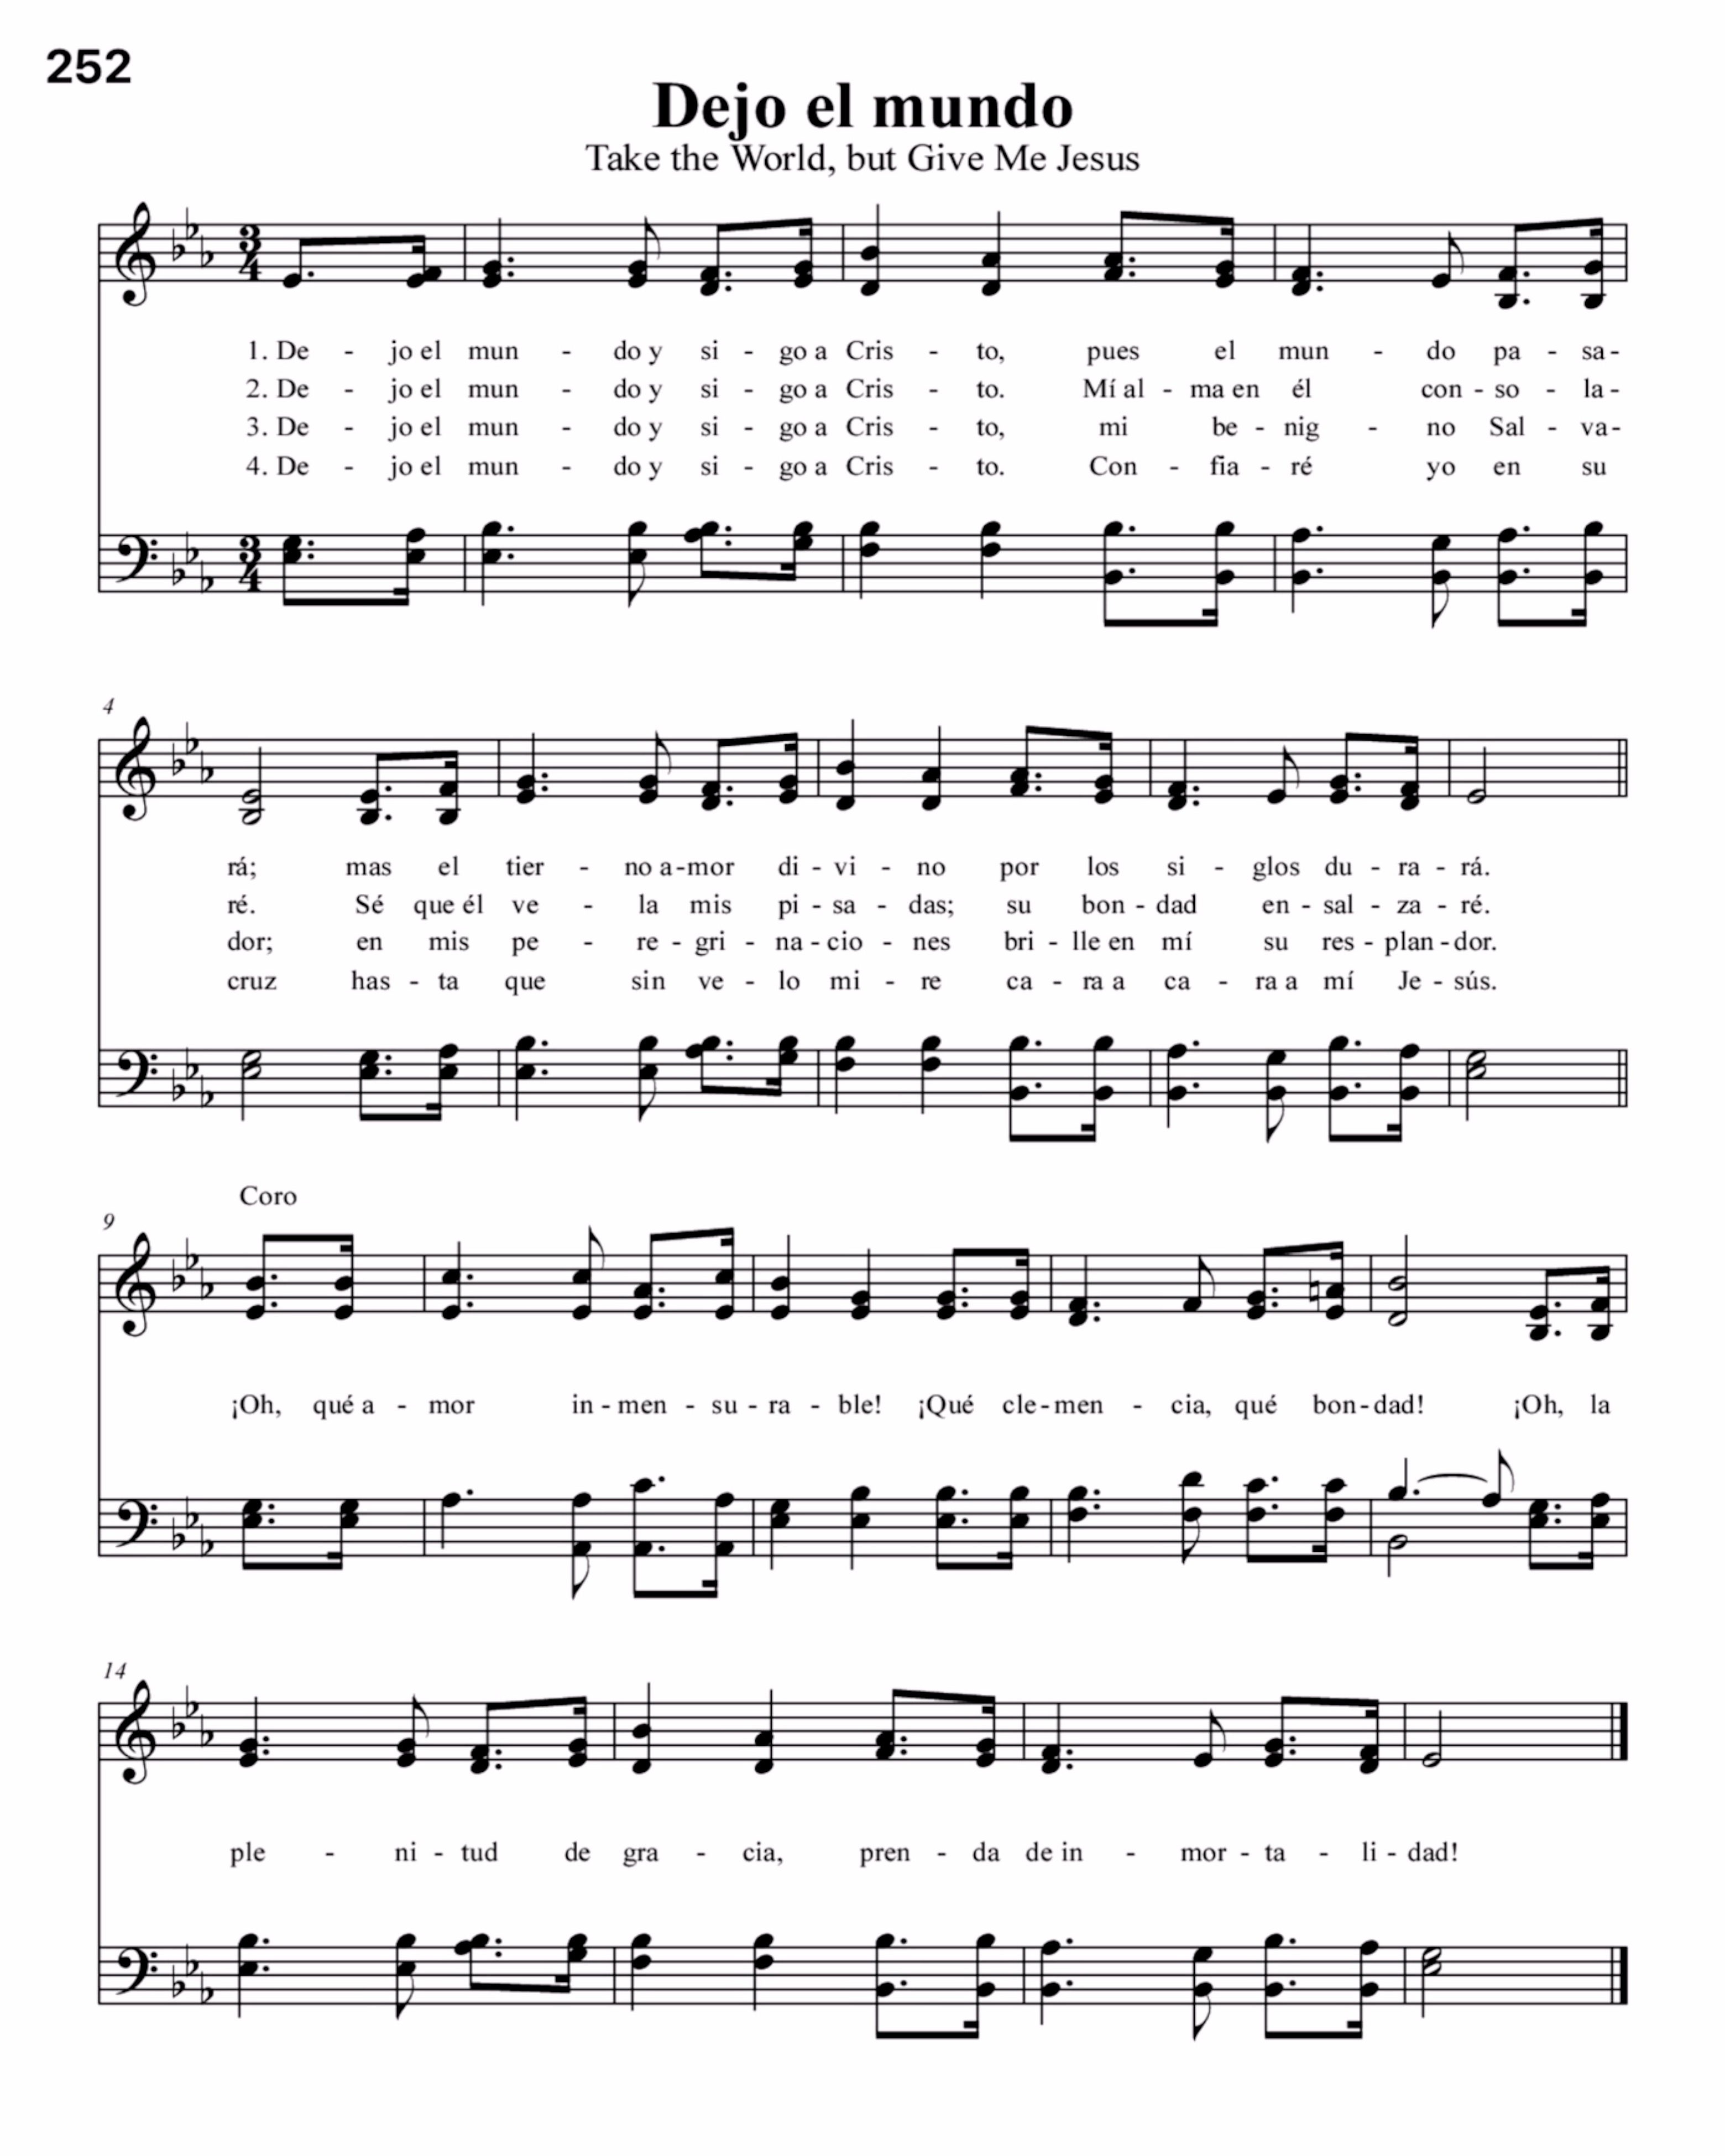 252
Dejo el mundo
Take the World, but Give Me Jesus
1. De - jo el mun - do y si - go a Cris - to, pues el mun - do pa - sa -
2. De - jo el mun - do y si - go a Cris - to. Mí al - ma en él con - so - la -
3. De - jo el mun - do y si - go a Cris - to, mi be - nig - no Sal - va -
4. De - jo el mun - do y si - go a Cris - to. Con - fia - ré yo en su
4
rá; mas el tier - no a - mor di - vi - no por los si - glos du - ra - rá.
ré. Sé que él ve - la mis pi - sa - das; su bon - dad en - sal - za - ré.
dor; en mis pe - re - gri - na - cio - nes bri - lle en mí su res - plan - dor.
cruz has - ta que sin ve - lo mi - re ca - ra a ca - ra a mí Je - sús.
Coro
9
¡Oh, qué a - mor in - men - su - ra - ble! ¡Qué cle - men - cia, qué bon - dad! ¡Oh, la
14
ple - ni - tud de gra - cia, pren - da de in - mor - ta - li - dad!